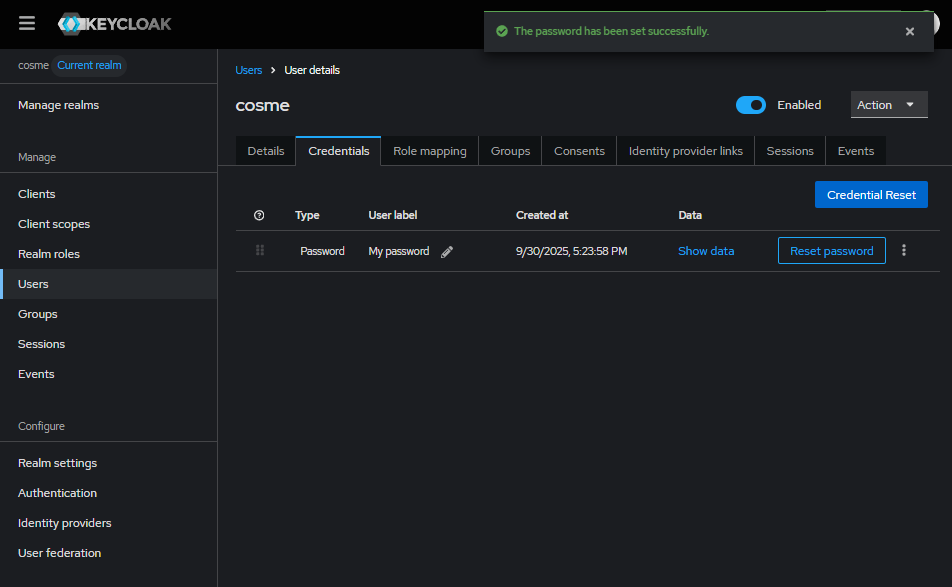 KEYCLOAK
The password has been set successfully.
cosme Current realm
Manage realms
Manage
Clients
Client scopes
Realm roles
Users
Groups
Sessions
Events
Configure
Realm settings
Authentication
Identity providers
User federation
Users > User details
cosme
Enabled
Action
Details Credentials Role mapping Groups Consents Identity provider links Sessions Events
Credential Reset
Type User label Created at Data
Password My password 9/30/2025, 5:23:58 PM Show data Reset password